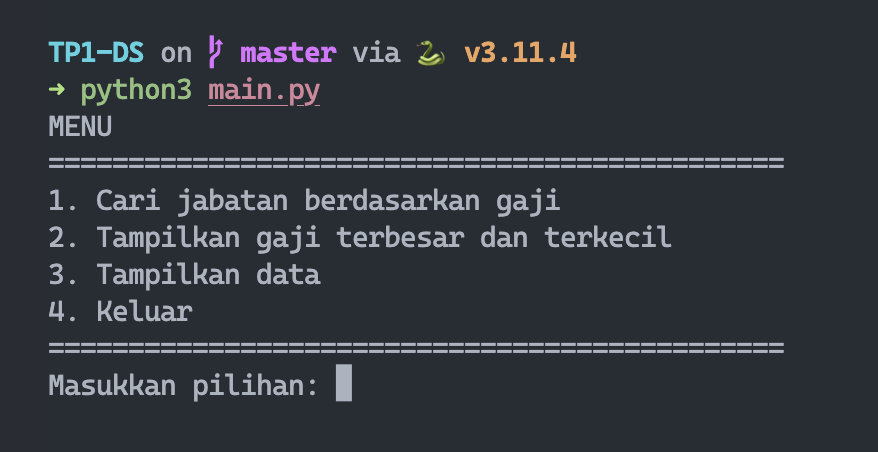 TP1-DS on master via 🐍 v3.11.4
➜ python3 main.py
MENU
==============================================
1. Cari jabatan berdasarkan gaji
2. Tampilkan gaji terbesar dan terkecil
3. Tampilkan data
4. Keluar
==============================================
Masukkan pilihan: